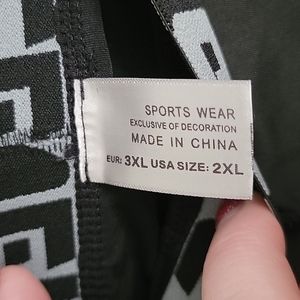 SPORTS WEAR
EXCLUSIVE OF DECORATION
MADE IN CHINA
EUR: 3XL USA SIZE: 2XL